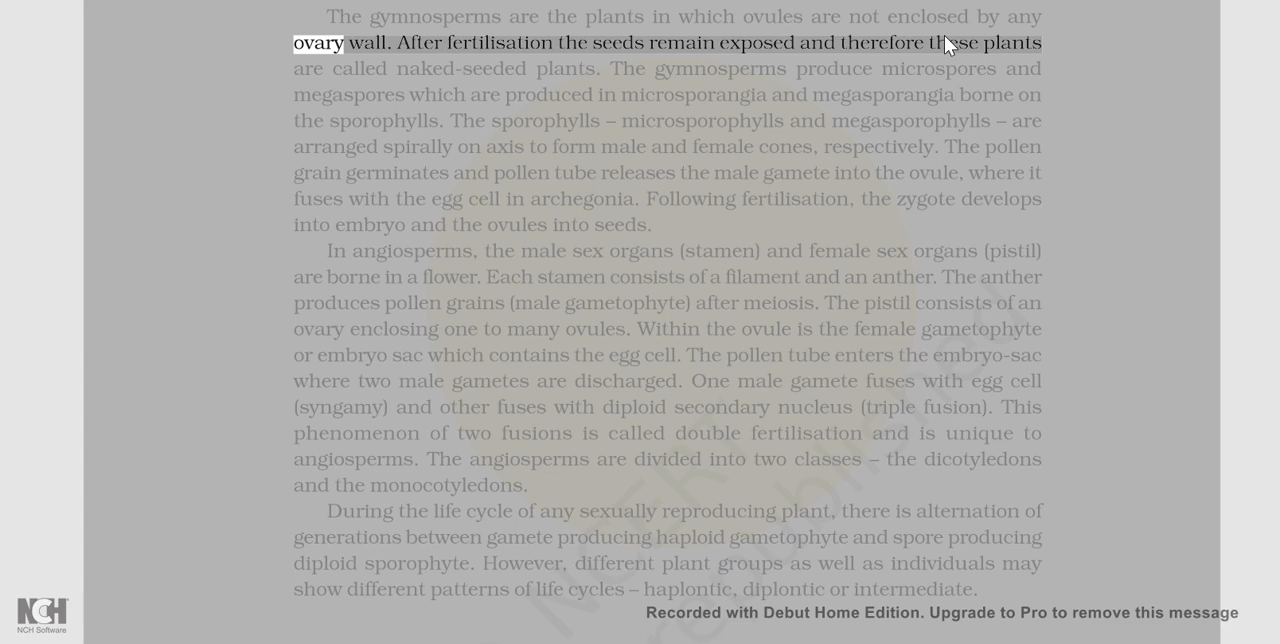 The gymnosperms are the plants in which ovules are not enclosed by any
ovary wall. After fertilisation the seeds remain exposed and therefore these plants
are called naked-seeded plants. The gymnosperms produce microspores and
megaspores which are produced in microsporangia and megasporangia borne on
the sporophylls. The sporophylls – microsporophylls and megasporophylls – are
arranged spirally on axis to form male and female cones, respectively. The pollen
grain germinates and pollen tube releases the male gamete into the ovule, where it
fuses with the egg cell in archegonia. Following fertilisation, the zygote develops
into embryo and the ovules into seeds.
In angiosperms, the male sex organs (stamen) and female sex organs (pistil)
are borne in a flower. Each stamen consists of a filament and an anther. The anther
produces pollen grains (male gametophyte) after meiosis. The pistil consists of an
ovary enclosing one to many ovules. Within the ovule is the female gametophyte
or embryo sac which contains the egg cell. The pollen tube enters the embryo-sac
where two male gametes are discharged. One male gamete fuses with egg cell
(syngamy) and other fuses with diploid secondary nucleus (triple fusion). This
phenomenon of two fusions is called double fertilisation and is unique to
angiosperms. The angiosperms are divided into two classes – the dicotyledons
and the monocotyledons.
During the life cycle of any sexually reproducing plant, there is alternation of
generations between gamete producing haploid gametophyte and spore producing
diploid sporophyte. However, different plant groups as well as individuals may
show different patterns of life cycles – haplontic, diplontic or intermediate.
NCH
NCH Software
Recorded with Debut Home Edition. Upgrade to Pro to remove this message
NCERT
republished